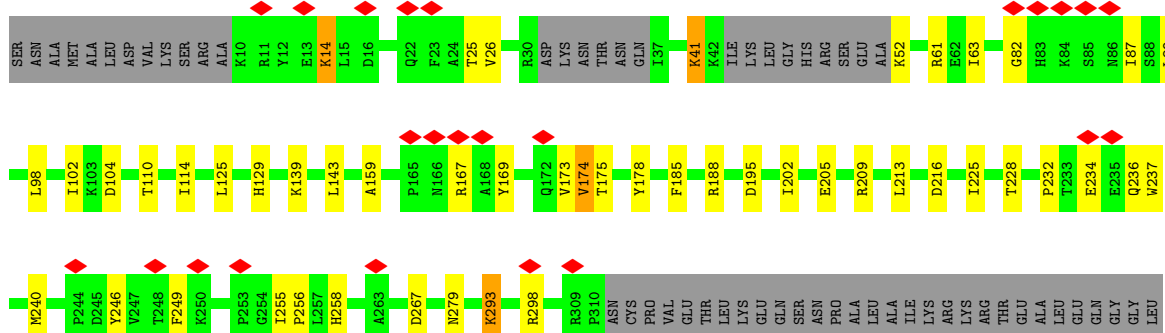 SER ASN ALA MET ALA LEU ASP VAL LYS SER ARG ALA K10 R11 Y12 E13 K14 L15 D16 Q22 F23 A24 T25 V26 R30 ASP LYS ASN THR ASN GLN I37 K41 K42 ILE LYS LEU GLY HIS ARG SER GLU ALA K52 R61 E62 I63 G82 H83 K84 S85 N86 I87 S88
L98 I102 K103 D104 T110 I114 L125 H129 K139 L143 A159 P165 N166 R167 A168 Y169 Q172 V173 V174 T175 Y178 F185 R188 D195 I202 E205 R209 L213 D216 I225 T228 P232 T233 E234 E235 Q236 W237
M240 P244 D245 Y246 V247 T248 F249 K250 P253 G254 I255 P256 L257 H258 A263 D267 N279 K293 R298 R309 P310 ASN CYS PRO VAL GLY THR LEU LYS GLU GLN SER ASN PRO ALA LEU ALA ILE LYS ARG LYS ARG THR GLU ALA LEU GLU GLN GLY GLY LEU